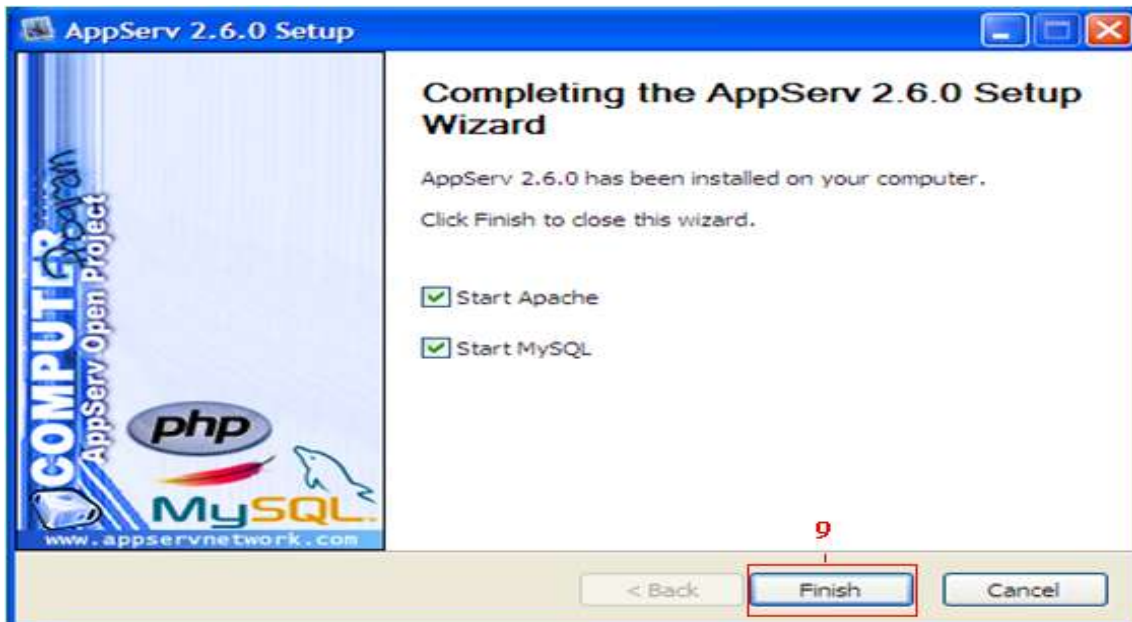 AppServ 2.6.0 Setup
Completing the AppServ 2.6.0 Setup
Wizard
AppServ 2.6.0 has been installed on your computer.
Click Finish to close this wizard.
Start Apache
Start MySQL
COMPUTER
Program
AppServ Open Project
php
MySQL
www.appservnetwork.com
9
< Back
Finish
Cancel